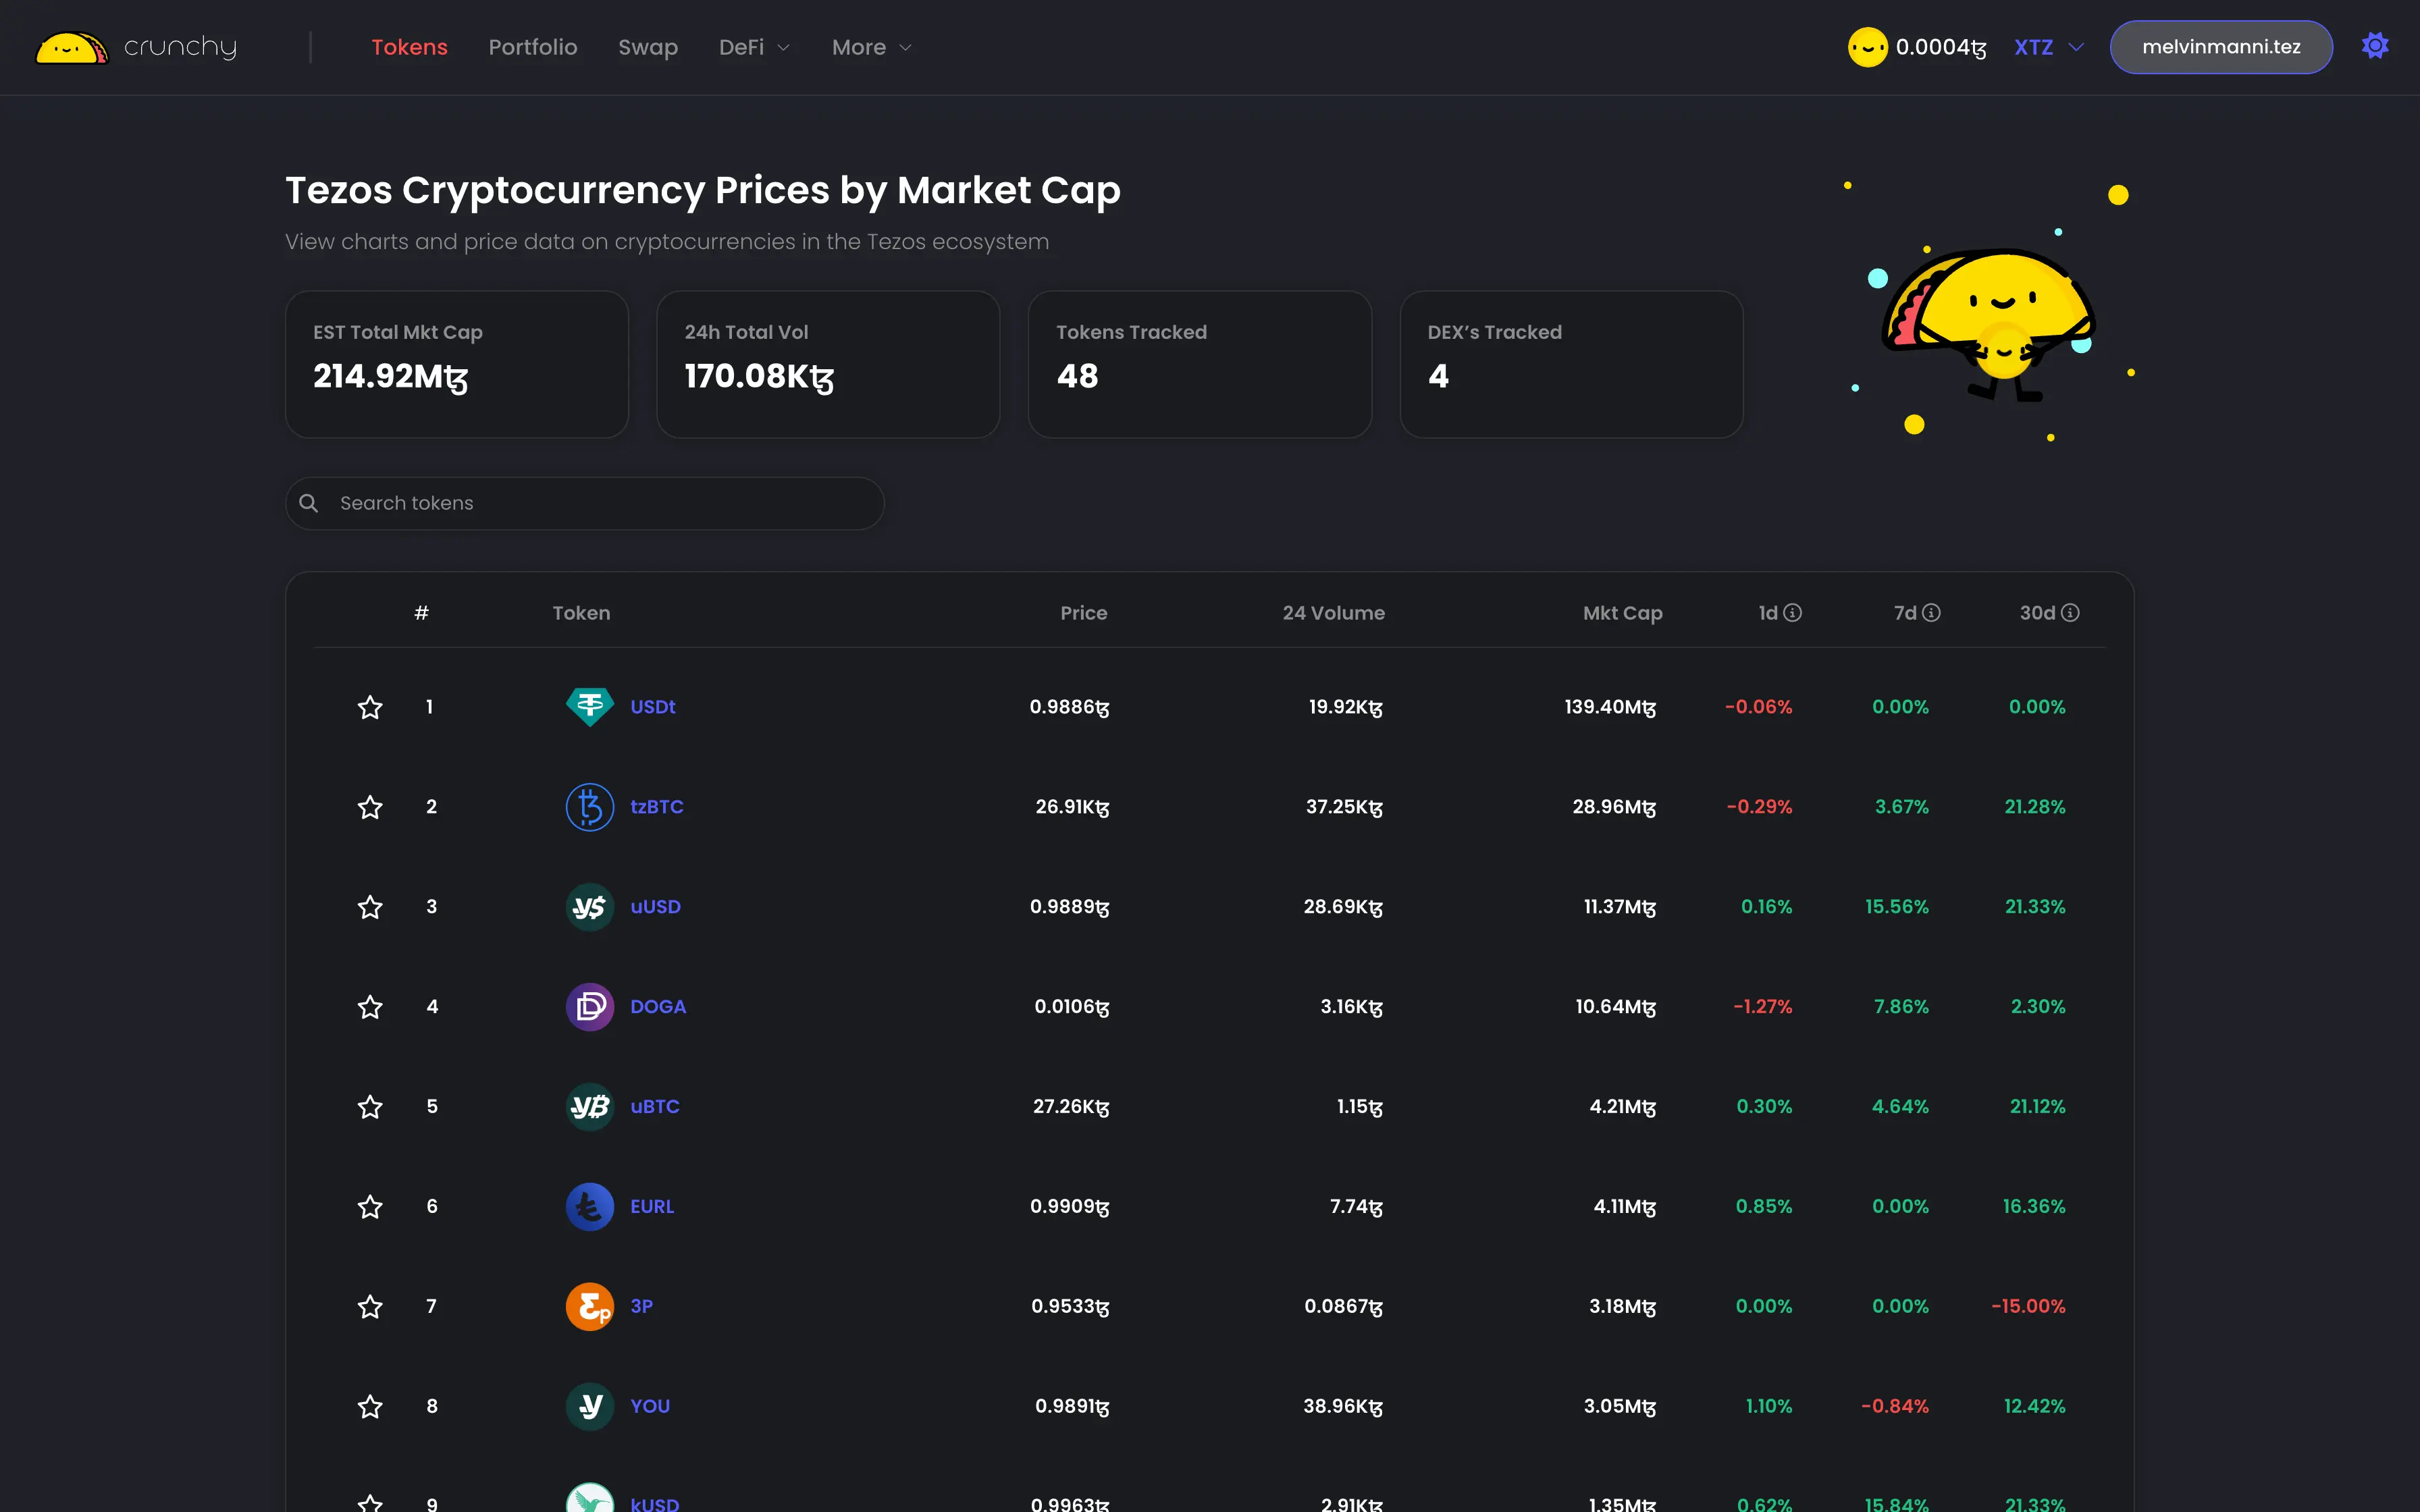 crunchy Tokens Portfolio Swap DeFi More 0.0004ꜩ XTZ melvinmanni.tez
Tezos Cryptocurrency Prices by Market Cap
View charts and price data on cryptocurrencies in the Tezos ecosystem
EST Total Mkt Cap 24h Total Vol Tokens Tracked DEX’s Tracked
214.92Mꜩ 170.08Kꜩ 48 4
Search tokens
# Token Price 24 Volume Mkt Cap 1d 7d 30d
1 USDt 0.9886ꜩ 19.92Kꜩ 139.40Mꜩ -0.06% 0.00% 0.00%
2 tzBTC 26.91Kꜩ 37.25Kꜩ 28.96Mꜩ -0.29% 3.67% 21.28%
3 uUSD 0.9889ꜩ 28.69Kꜩ 11.37Mꜩ 0.16% 15.56% 21.33%
4 DOGA 0.0106ꜩ 3.16Kꜩ 10.64Mꜩ -1.27% 7.86% 2.30%
5 uBTC 27.26Kꜩ 1.15ꜩ 4.21Mꜩ 0.30% 4.64% 21.12%
6 EURL 0.9909ꜩ 7.74ꜩ 4.11Mꜩ 0.85% 0.00% 16.36%
7 3P 0.9533ꜩ 0.0867ꜩ 3.18Mꜩ 0.00% 0.00% -15.00%
8 YOU 0.9891ꜩ 38.96Kꜩ 3.05Mꜩ 1.10% -0.84% 12.42%
9 kUSD 0.9963ꜩ 2.91Kꜩ 1.35Mꜩ 0.62% 15.84% 21.33%